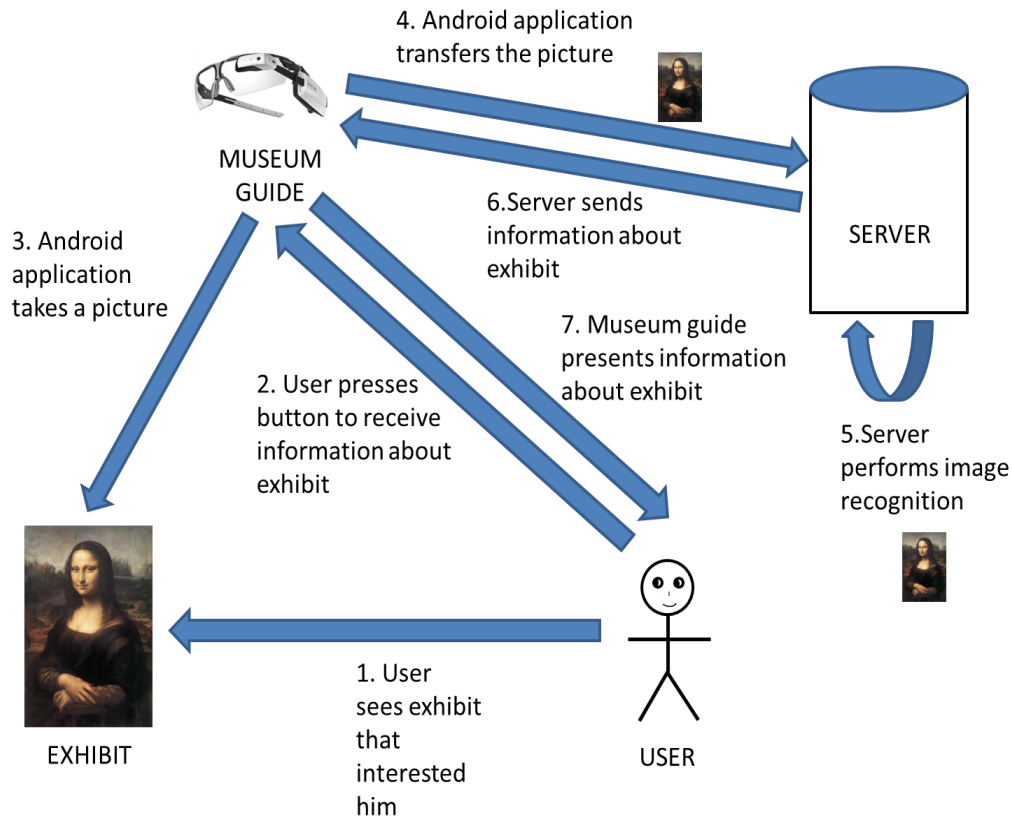 4. Android application
transfers the picture
MUSEUM
GUIDE
6.Server sends
information about
exhibit
SERVER
3. Android
application
takes a picture
7. Museum guide
presents information
about exhibit
2. User presses
button to receive
information about
exhibit
5.Server
performs image
recognition
1. User
sees exhibit
that
interested
him
EXHIBIT
USER